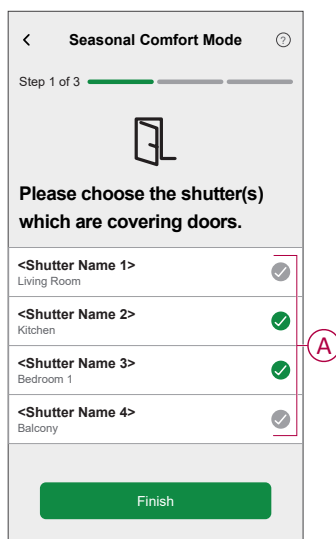 Seasonal Comfort Mode ?
Step 1 of 3
Please choose the shutter(s)
which are covering doors.
<Shutter Name 1>
Living Room
<Shutter Name 2>
Kitchen
<Shutter Name 3>
Bedroom 1
<Shutter Name 4>
Balcony
A
Finish